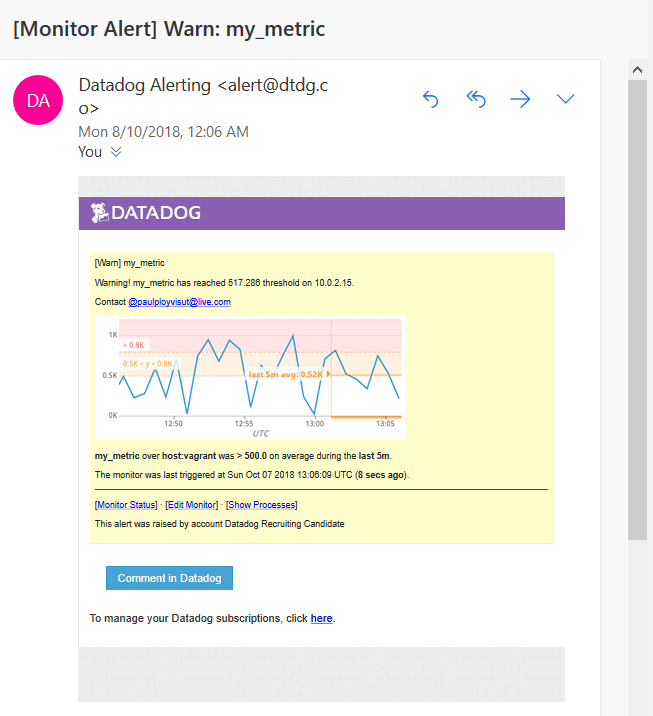 [Monitor Alert] Warn: my_metric
DA
Datadog Alerting <alert@dtdg.c
o>
Mon 8/10/2018, 12:06 AM
You
DATADOG
[Warn] my_metric
Warning! my_metric has reached 517.286 threshold on 10.0.2.15.
Contact @paulployvisut@live.com
1K
> 0.8K
0.5K < y < 0.8K
0.5K
last 5m avg: 0.52K
0K
12:50 12:55 13:00 13:05
UTC
my_metric over host:vagrant was > 500.0 on average during the last 5m.
The monitor was last triggered at Sun Oct 07 2018 13:06:09 UTC (8 secs ago).
[Monitor Status] · [Edit Monitor] · [Show Processes]
This alert was raised by account Datadog Recruiting Candidate
Comment in Datadog
To manage your Datadog subscriptions, click here.